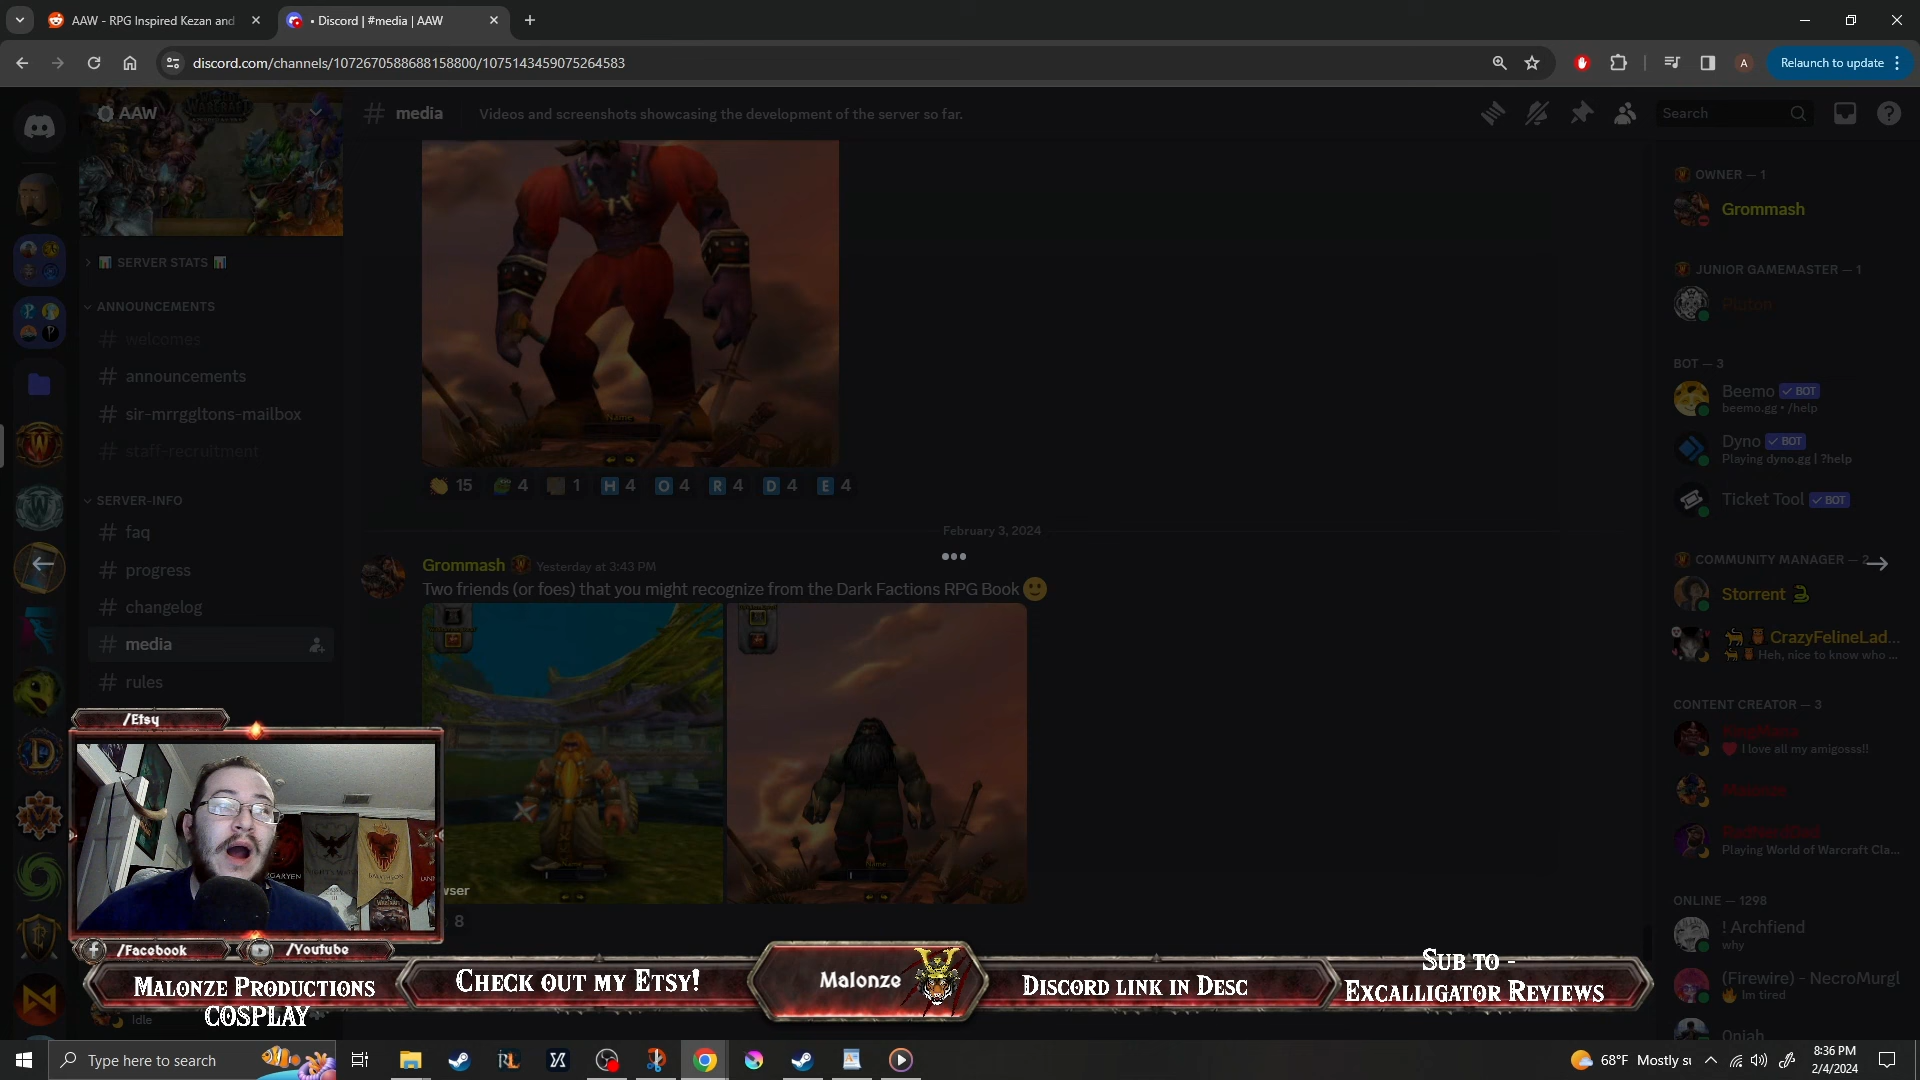 AAW - RPG Inspired Kezan and
• Discord | #media | AAW
discord.com/channels/1072670588688158800/1075143459075264583
A
Relaunch to update
AAW
media
Videos and screenshots showcasing the development of the server so far.
Search
SERVER STATS
ANNOUNCEMENTS
welcomes
announcements
sir-mrrggltons-mailbox
staff-recruitment
SERVER-INFO
faq
progress
changelog
media
rules
15 4 1 H 4 O 4 R 4 D 4 E 4
February 3, 2024
Grommash Yesterday at 3:43 PM
Two friends (or foes) that you might recognize from the Dark Factions RPG Book
wser
8
OWNER — 1
Grommash
JUNIOR GAMEMASTER — 1
Platon
BOT — 3
Beemo BOT
beemo.gg • /help
Dyno BOT
Playing dyno.gg | ?help
Ticket Tool BOT
COMMUNITY MANAGER — 2
Storrent
CrazyFelineLad...
Heh, nice to know who ...
CONTENT CREATOR — 3
I love all my amigosss!!
Playing World of Warcraft Cla...
ONLINE — 1298
! Archfiend
why
(Firewire) - NecroMurgl
Im tired
Oniah
/Etsy
/Facebook
/Youtube
Malonze Productions
COSPLAY
Idle
Check out my Etsy!
Malonze
Discord link in Desc
Sub to -
Excalligator Reviews
Type here to search
68°F Mostly su
8:36 PM
2/4/2024